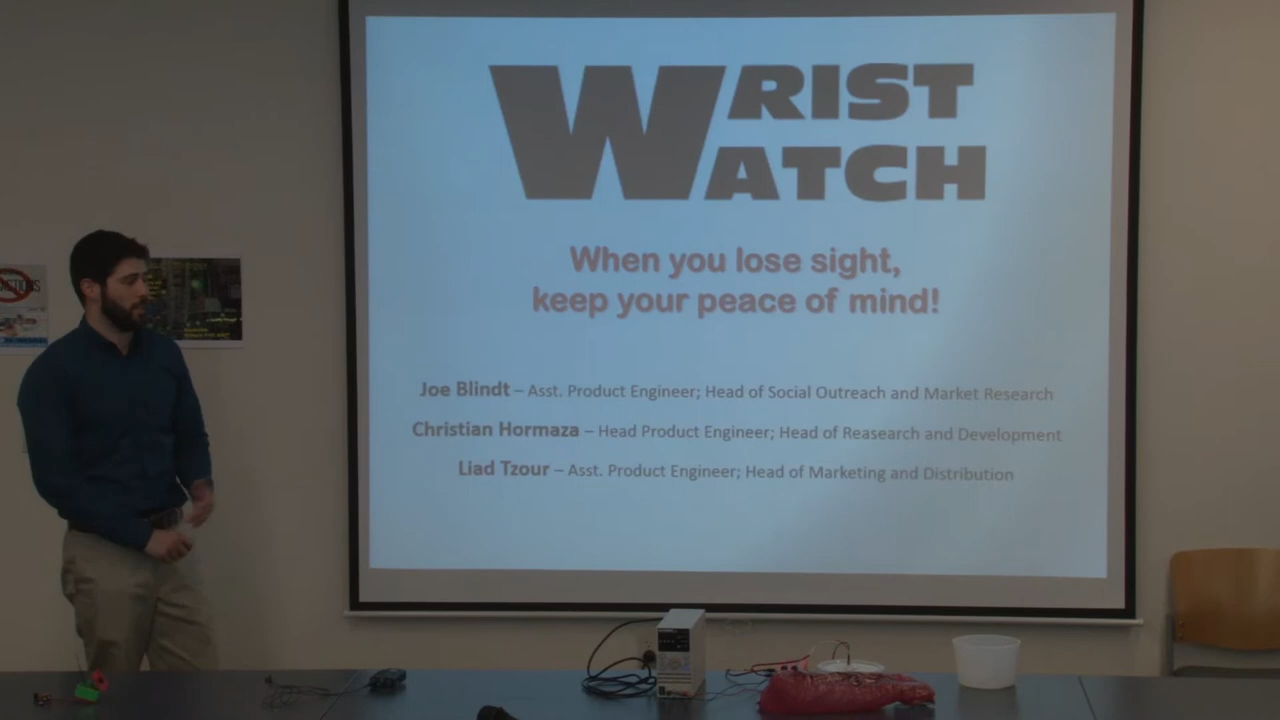 WRIST
WATCH
When you lose sight,
keep your peace of mind!
Joe Blindt – Asst. Product Engineer; Head of Social Outreach and Market Research
Christian Hormaza – Head Product Engineer; Head of Reasearch and Development
Liad Tzour – Asst. Product Engineer; Head of Marketing and Distribution